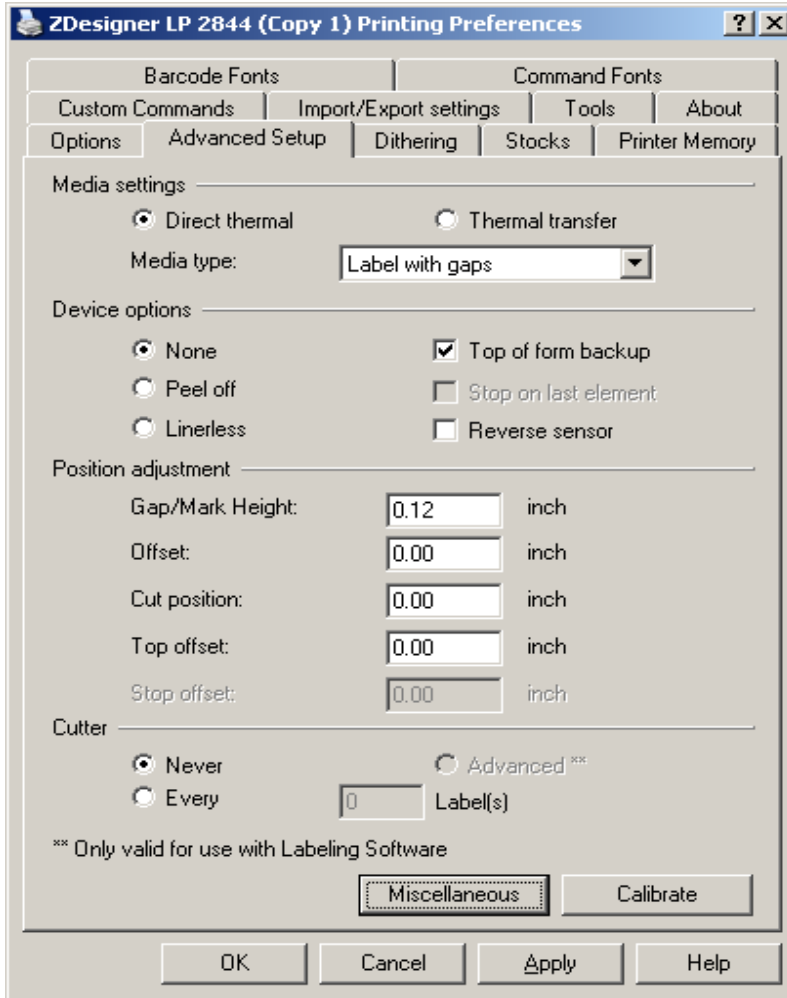 ZDesigner LP 2844 (Copy 1) Printing Preferences
Barcode Fonts Command Fonts
Custom Commands Import/Export settings Tools About
Options Advanced Setup Dithering Stocks Printer Memory
Media settings
Direct thermal Thermal transfer
Media type: Label with gaps
Device options
None Top of form backup
Peel off Stop on last element
Linerless Reverse sensor
Position adjustment
Gap/Mark Height: 0.12 inch
Offset: 0.00 inch
Cut position: 0.00 inch
Top offset: 0.00 inch
Stop offset: 0.00 inch
Cutter
Never Advanced **
Every 0 Label(s)
** Only valid for use with Labeling Software
Miscellaneous Calibrate
OK Cancel Apply Help